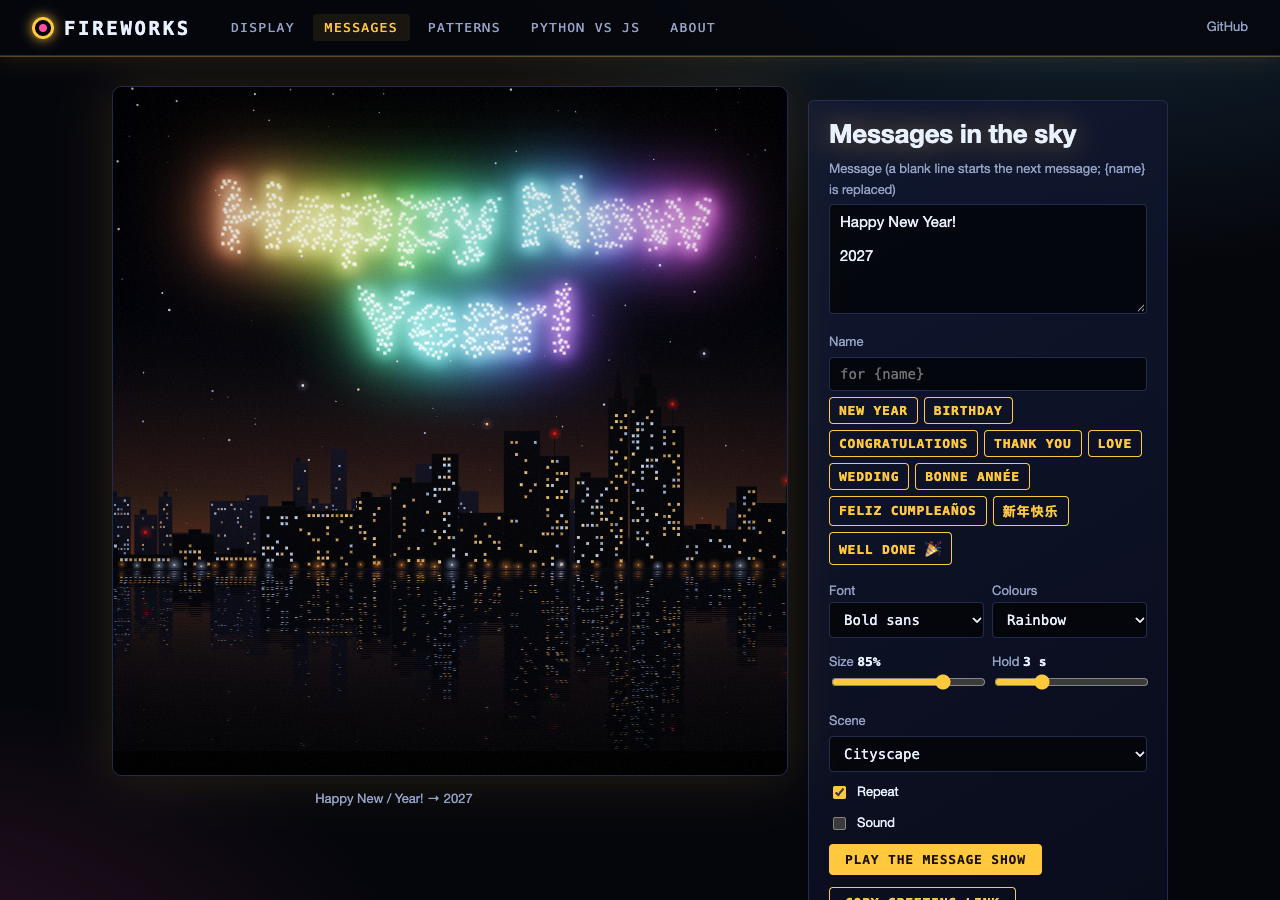 FIREWORKS
DISPLAY
MESSAGES
PATTERNS
PYTHON VS JS
ABOUT
GitHub
Happy New
Year!
Happy New / Year! → 2027
Messages in the sky
Message (a blank line starts the next message; {name}
is replaced)
Happy New Year!
2027
Name
for {name}
NEW YEAR
BIRTHDAY
CONGRATULATIONS
THANK YOU
LOVE
WEDDING
BONNE ANNÉE
FELIZ CUMPLEAÑOS
新年快乐
WELL DONE 🎉
Font
Colours
Bold sans
Rainbow
Size 85%
Hold 3 s
Scene
Cityscape
Repeat
Sound
PLAY THE MESSAGE SHOW
COPY GREETING LINK